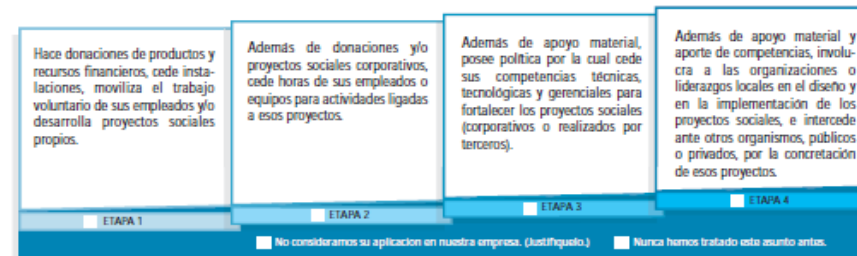 Hace donaciones de productos y
recursos financieros, cede insta-
laciones, moviliza el trabajo
voluntario de sus empleados y/o
desarrolla proyectos sociales
propios.
ETAPA 1
Además de donaciones y/o
proyectos sociales corporativos,
cede horas de sus empleados o
equipos para actividades ligadas
a esos proyectos.
ETAPA 2
Además de apoyo material,
posee política por la cual cede
sus competencias técnicas,
tecnológicas y gerenciales para
fortalecer los proyectos sociales
(corporativos o realizados por
terceros).
ETAPA 3
Además de apoyo material y
aporte de competencias, involu-
cra a las organizaciones o
liderazgos locales en el diseño y
en la implementación de los
proyectos sociales, e intercede
ante otros organismos, públicos
o privados, por la concretación
de esos proyectos.
ETAPA 4
No consideramos su aplicacion en nuestra empresa. (Justifíquelo.)
Nunca hemos tratado este asunto antes.